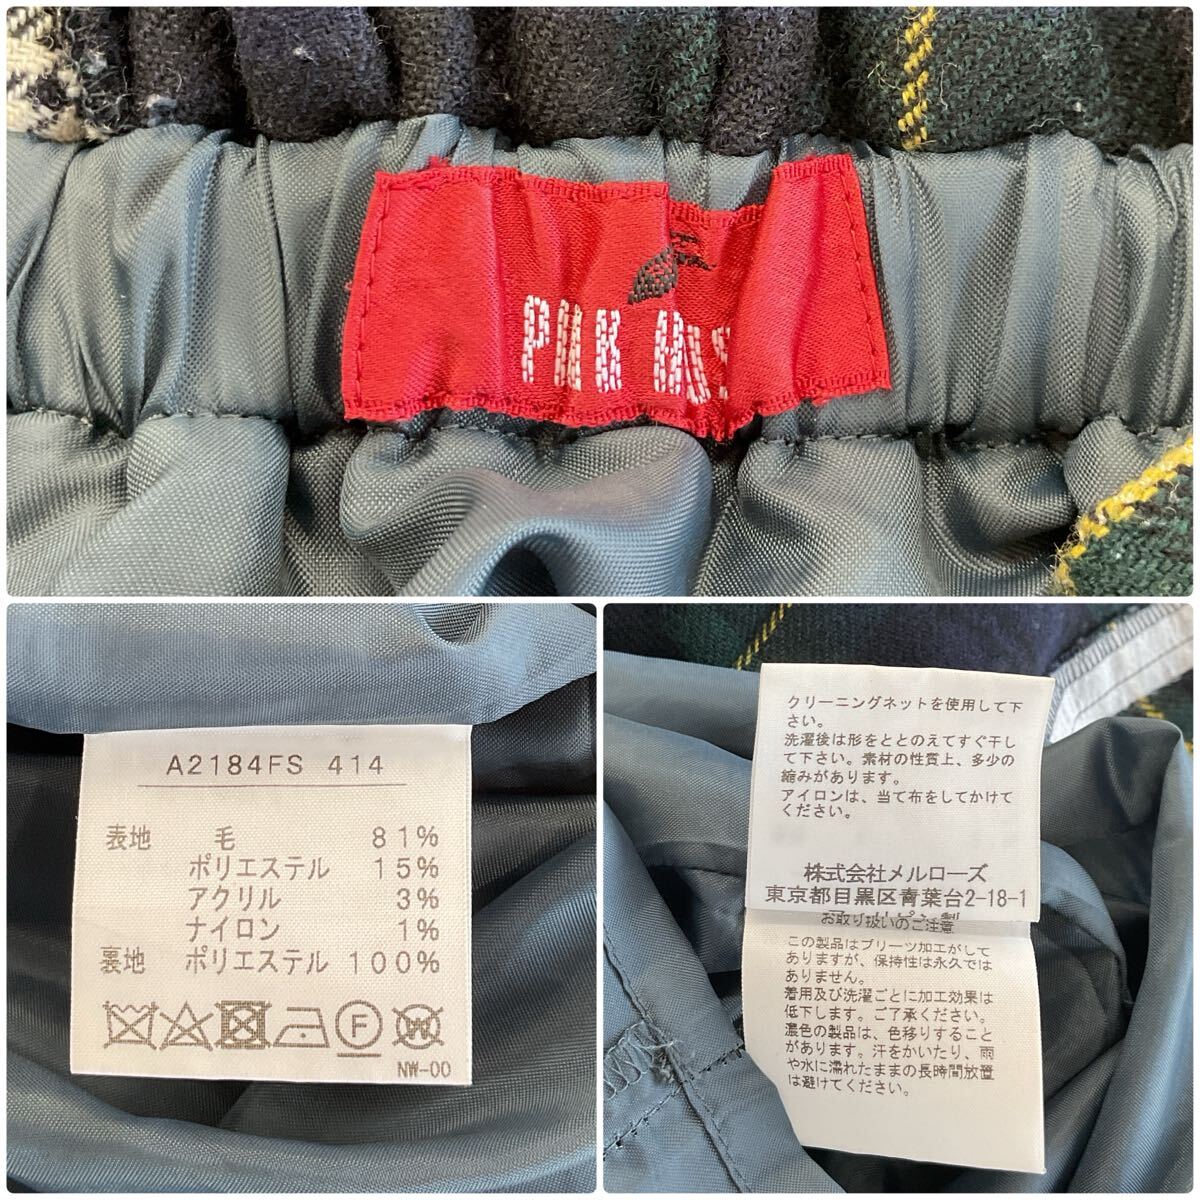 A2184FS 414
表地 毛 81%
ポリエステル 15%
アクリル 3%
ナイロン 1%
裏地 ポリエステル 100%
F W
NW-00
クリーニングネットを使用して下
さい。
洗濯後は形をととのえてすぐ干し
て下さい。素材の性質上、多少の
縮みがあります。
アイロンは、当て布をしてかけて
ください。
株式会社メルローズ
東京都目黒区青葉台2-18-1
お取り扱いのご注意
この製品はプリーツ加工がして
ありますが、保持性は永久では
ありません。
着用及び洗濯ごとに加工効果は
低下します。ご了承ください。
濃色の製品は、色移りすること
があります。汗をかいたり、雨
や水に濡れたままの長時間放置
は避けてください。